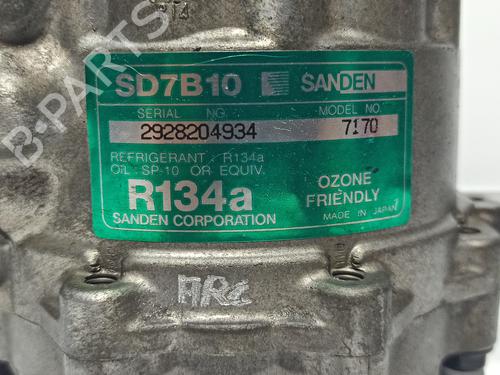 SD7B10 SANDEN
SERIAL NO. MODEL NO.
2928204934 7170
REFRIGERANT : R134a
OIL : SP-10 OR EQUIV.
R134a OZONE FRIENDLY
SANDEN CORPORATION MADE IN JAPAN
B-PARTS